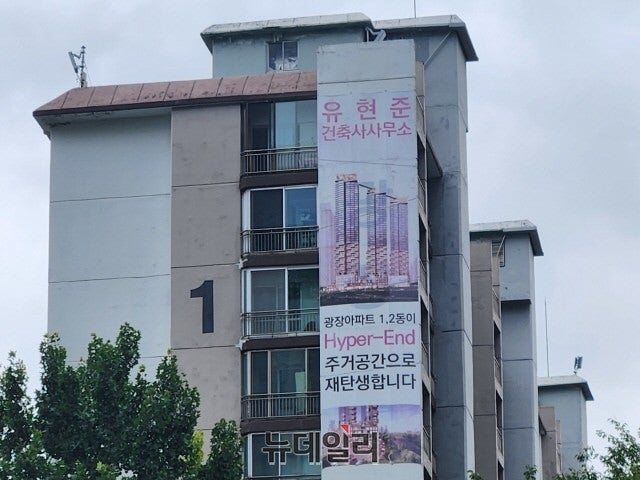 유현준
건축사사무소
1
광장아파트 1,2동이
Hyper-End
주거공간으로
재탄생합니다
뉴데일리